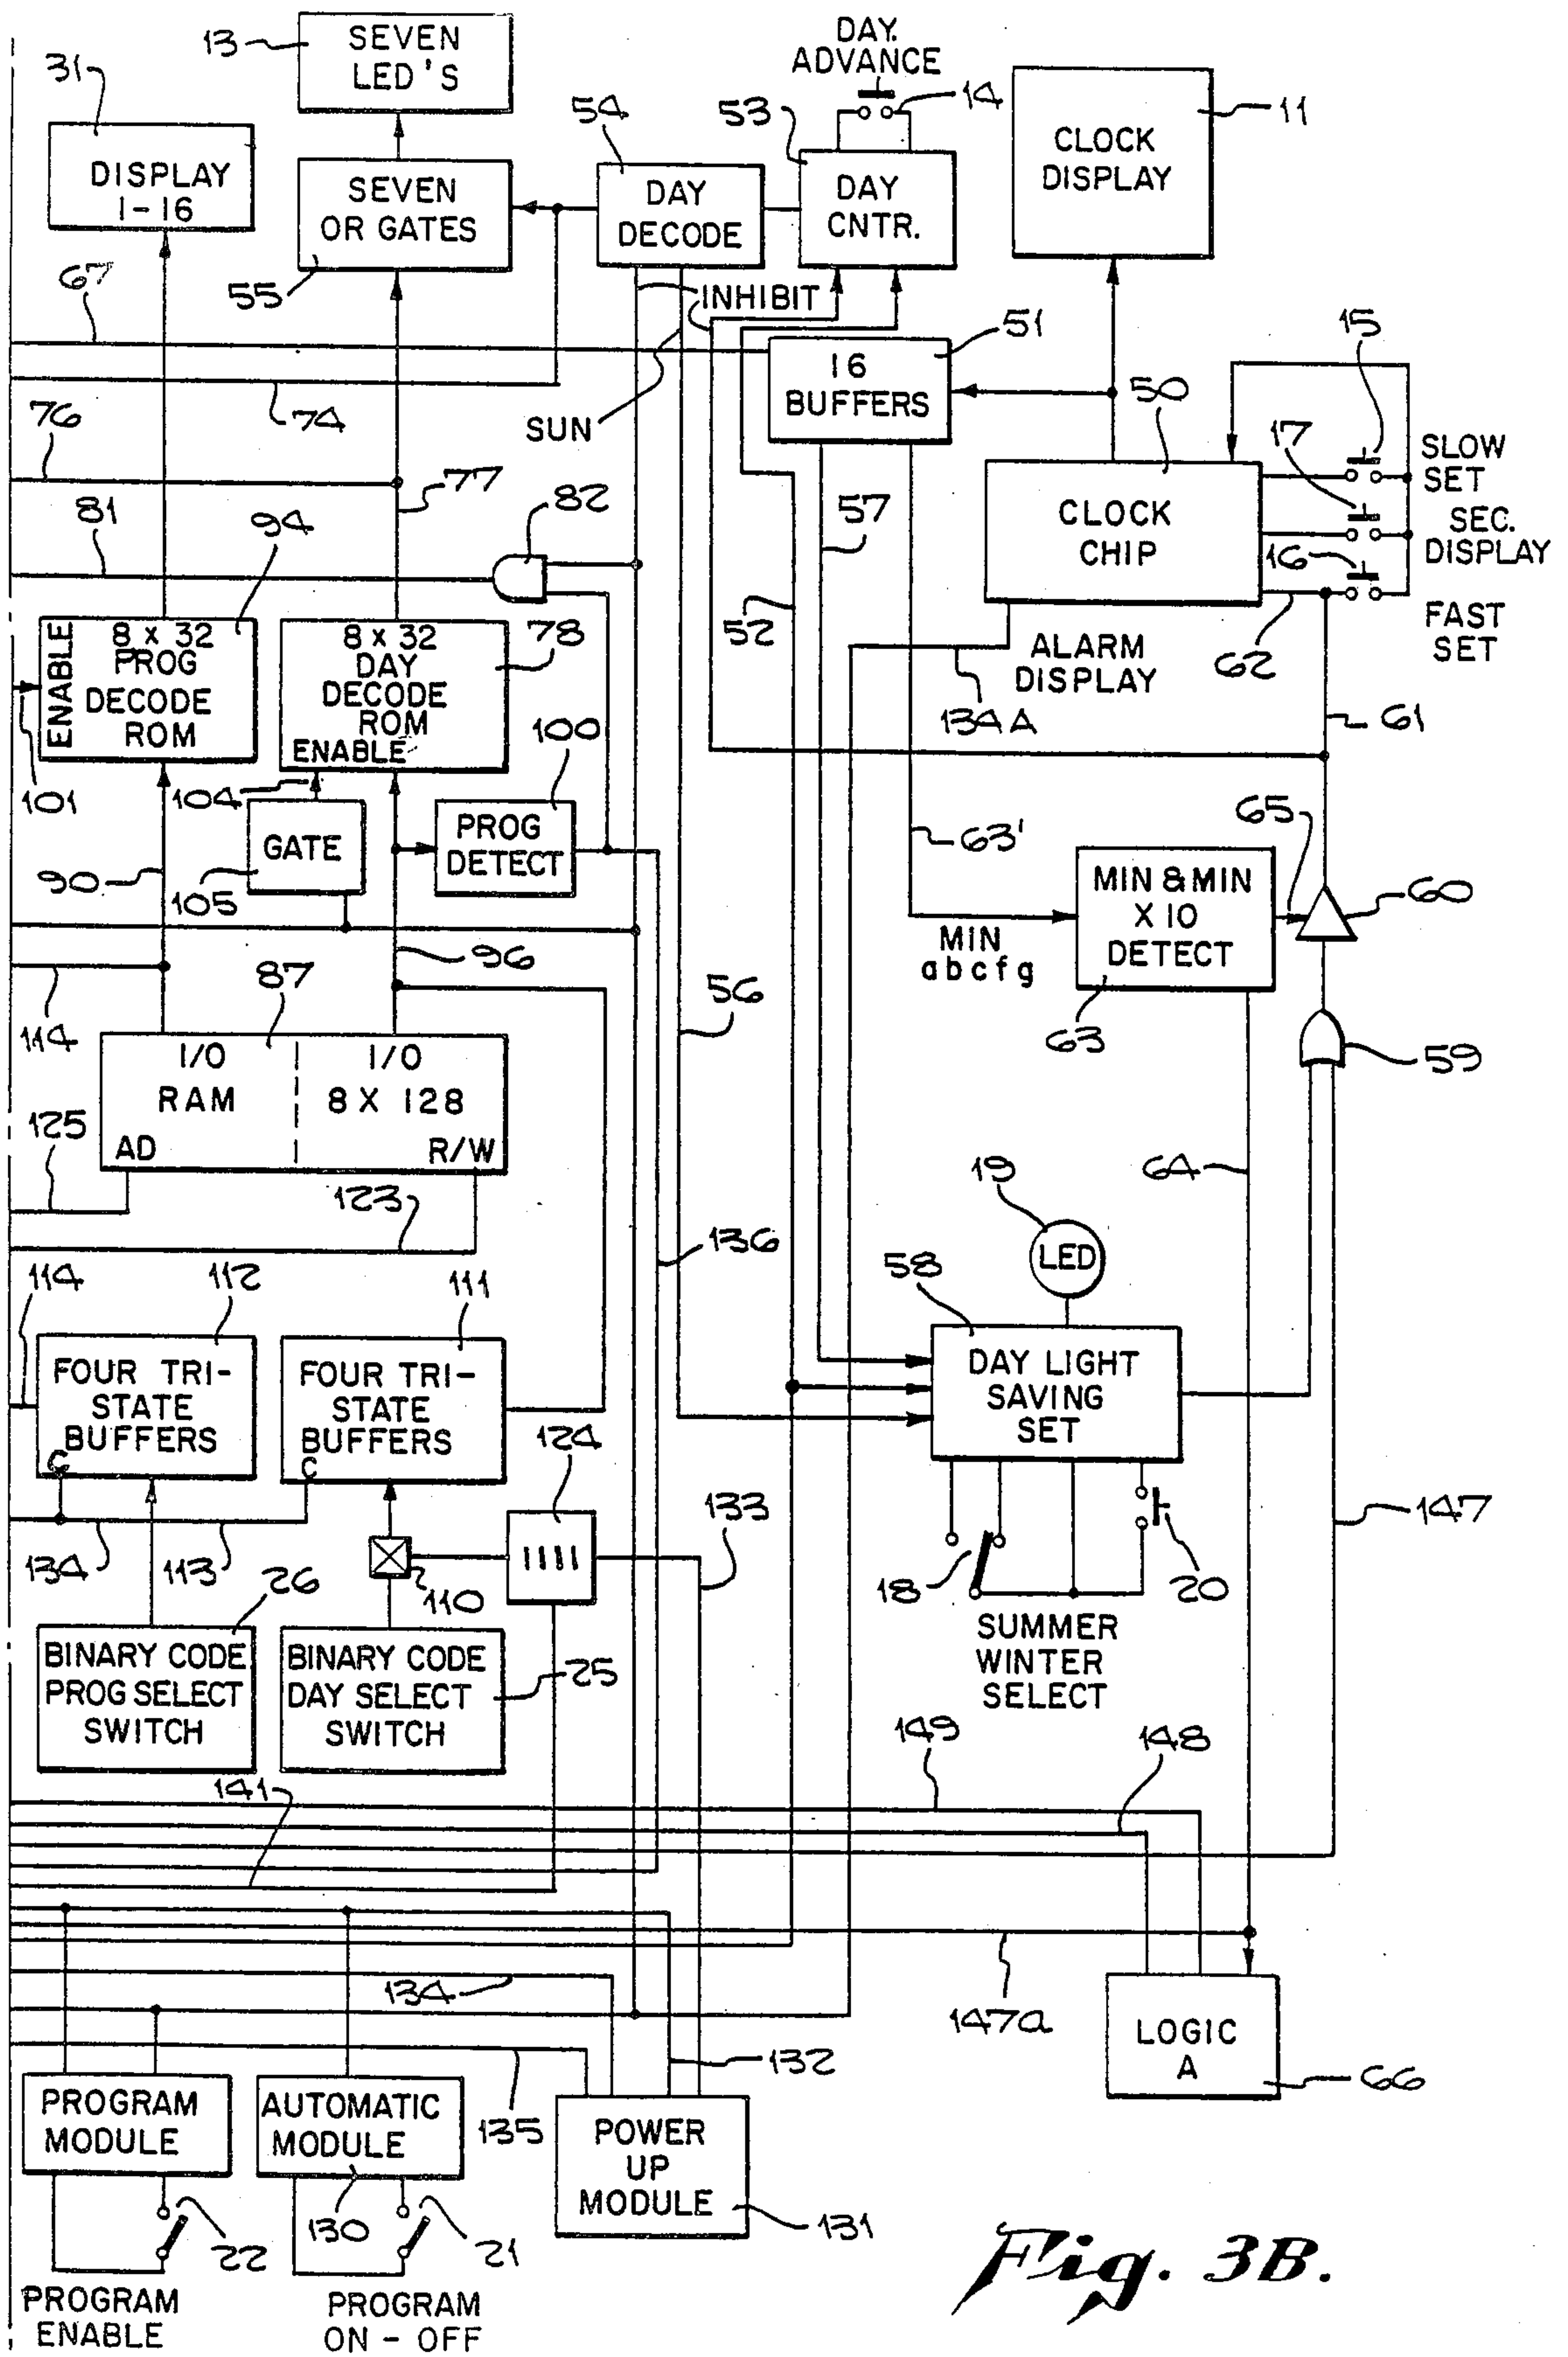 13
SEVEN
LED'S
DAY.
ADVANCE
14
11
31
DISPLAY
1-16
54
53
CLOCK
DISPLAY
SEVEN
OR GATES
DAY
DECODE
DAY
CNTR.
67
55
INHIBIT
51
15
16
BUFFERS
50
SUN
74
76
77
17
SLOW
SET
81
94
82
57
CLOCK
CHIP
SEC.
DISPLAY
16
52
FAST
SET
ENABLE
8 X 32
PROG
DECODE
ROM
8 X 32
DAY
DECODE
ROM
ENABLE
78
ALARM
DISPLAY
62
134A
61
101
104
100
GATE
PROG
DETECT
65
63'
90
105
MIN & MIN
X 10
DETECT
60
MIN
abcfg
96
87
56
114
63
59
I/O
RAM
AD
I/O
8 X 128
R/W
125
123
64
19
LED
136
58
114
112
111
FOUR TRI-
STATE
BUFFERS
C
FOUR TRI-
STATE
BUFFERS
C
DAY LIGHT
SAVING
SET
124
133
147
134
113
110
18
20
26
BINARY CODE
PROG SELECT
SWITCH
BINARY CODE
DAY SELECT
SWITCH
25
SUMMER
WINTER
SELECT
149
148
141
134
147a
LOGIC
A
132
66
PROGRAM
MODULE
AUTOMATIC
MODULE
135
POWER
UP
MODULE
131
22
130
21
PROGRAM
ENABLE
PROGRAM
ON - OFF
Fig. 3B.